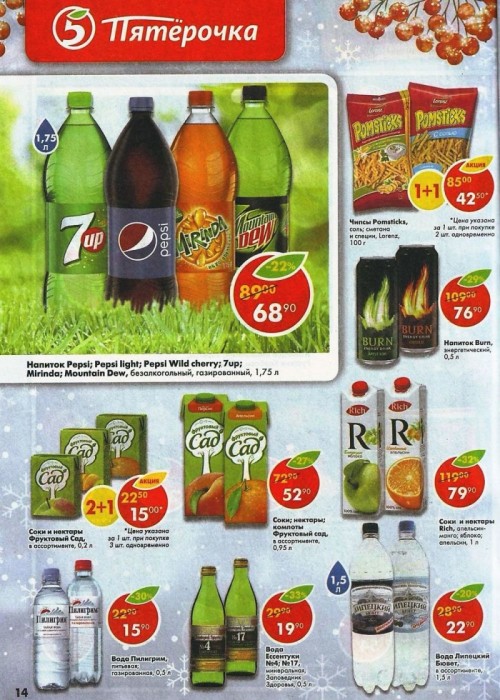 5 Пятёрочка
1,75 л
7up
pepsi
Mirinda
Mountain Dew
-22%
89⁹⁰
68⁹⁰
Напиток Pepsi; Pepsi light; Pepsi Wild cherry; 7up;
Mirinda; Mountain Dew, безалкогольный, газированный, 1,75 л
Lorenz
Pomsticks
Lorenz
Pomsticks
АКЦИЯ
1+1
85⁰⁰
42⁵⁰*
Чипсы Pomsticks,
соль; сметана
и специи, Lorenz,
100 г
*Цена указана
за 1 шт. при покупке
2 шт. одновременно
BURN
BURN
109⁹⁰
76⁹⁰
Напиток Burn,
энергетический,
0,5 л
Фруктовый Сад
Фруктовый Сад
Фруктовый Сад
2+1
АКЦИЯ
22⁵⁰
15⁰⁰*
Соки и нектары
Фруктовый Сад,
в ассортименте, 0,2 л
*Цена указана
за 1 шт. при покупке
3 шт. одновременно
Фруктовый Сад
Фруктовый Сад
-27%
72⁵⁰
52⁹⁰
Соки; нектары;
компоты
Фруктовый сад,
в ассортименте,
0,95 л
Rich
Rich
-32%
119⁰⁰
79⁹⁰
Соки и нектары
Rich, апельсин-
манго; яблоко;
апельсин, 1 л
Пилигрим
Пилигрим
-30%
22⁹⁰
15⁹⁰
Вода Пилигрим,
питьевая,
газированная, 0,5 л
№4
№17
-33%
29⁹⁰
19⁹⁰
Вода
Ессентуки
№4; №17,
минеральная,
Заповедник
Здоровья, 0,5 л
1,5 л
Липецкий
Липецкий
-20%
28⁹⁰
22⁹⁰
Вода Липецкий
Бювет,
в ассортименте,
1,5 л
14